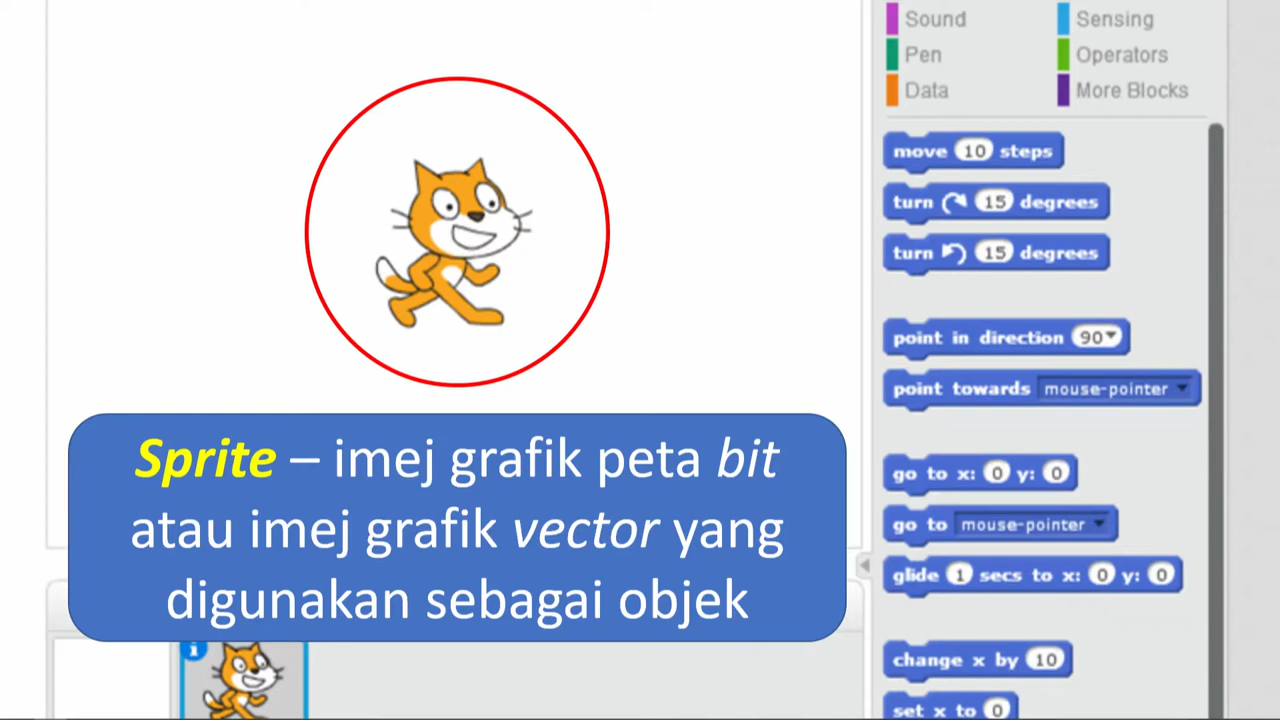 Sound
Sensing
Pen
Operators
Data
More Blocks
move 10 steps
turn 15 degrees
turn 15 degrees
point in direction 90
point towards mouse-pointer
go to x: 0 y: 0
go to mouse-pointer
glide 1 secs to x: 0 y: 0
change x by 10
set x to 0
Sprite – imej grafik peta bit
atau imej grafik vector yang
digunakan sebagai objek
i